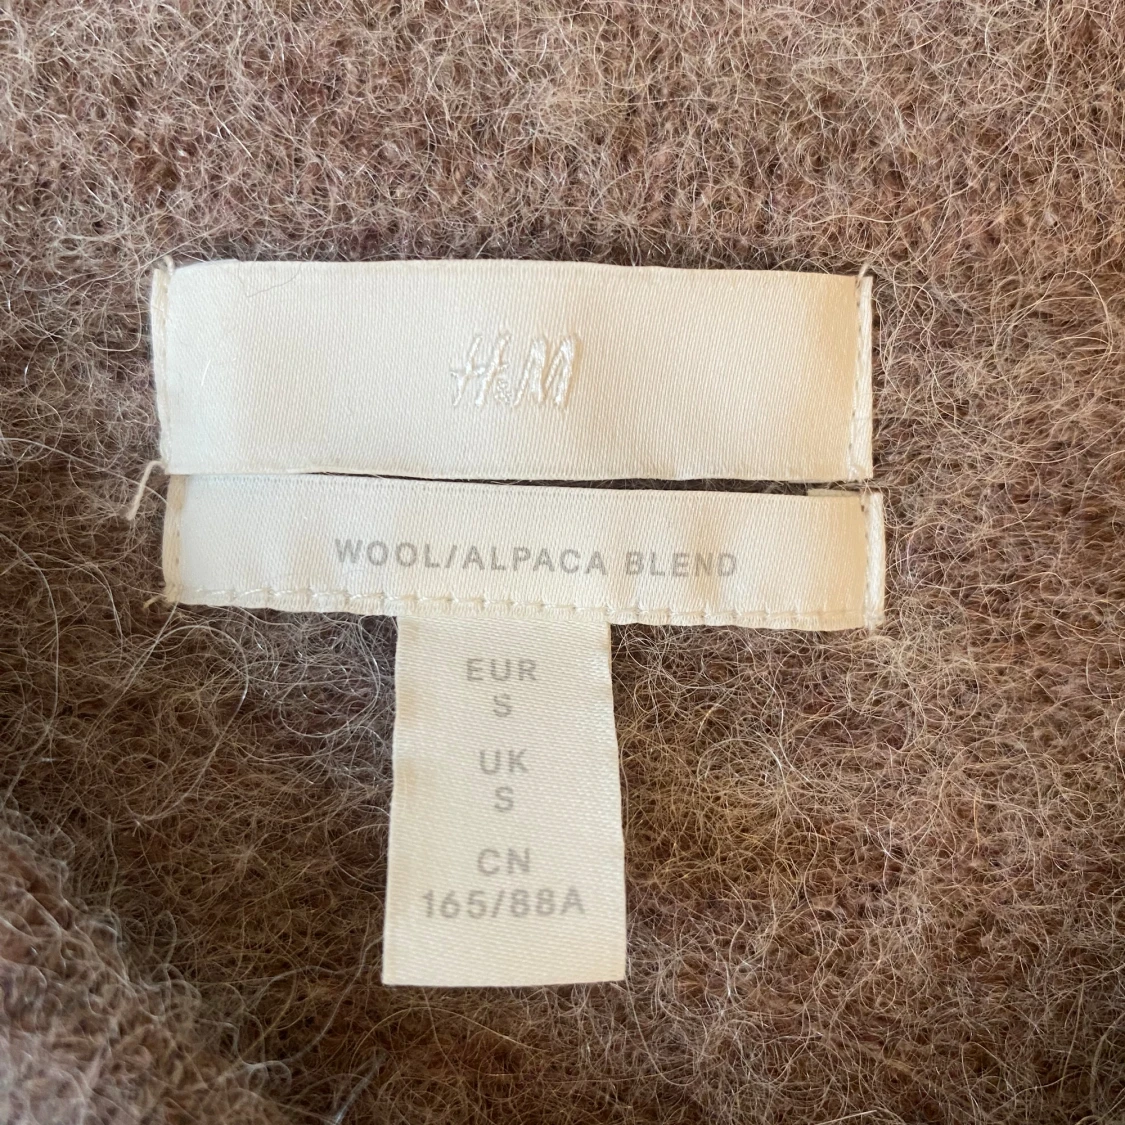 H&M
WOOL/ALPACA BLEND
EUR
S
UK
S
CN
165/88A